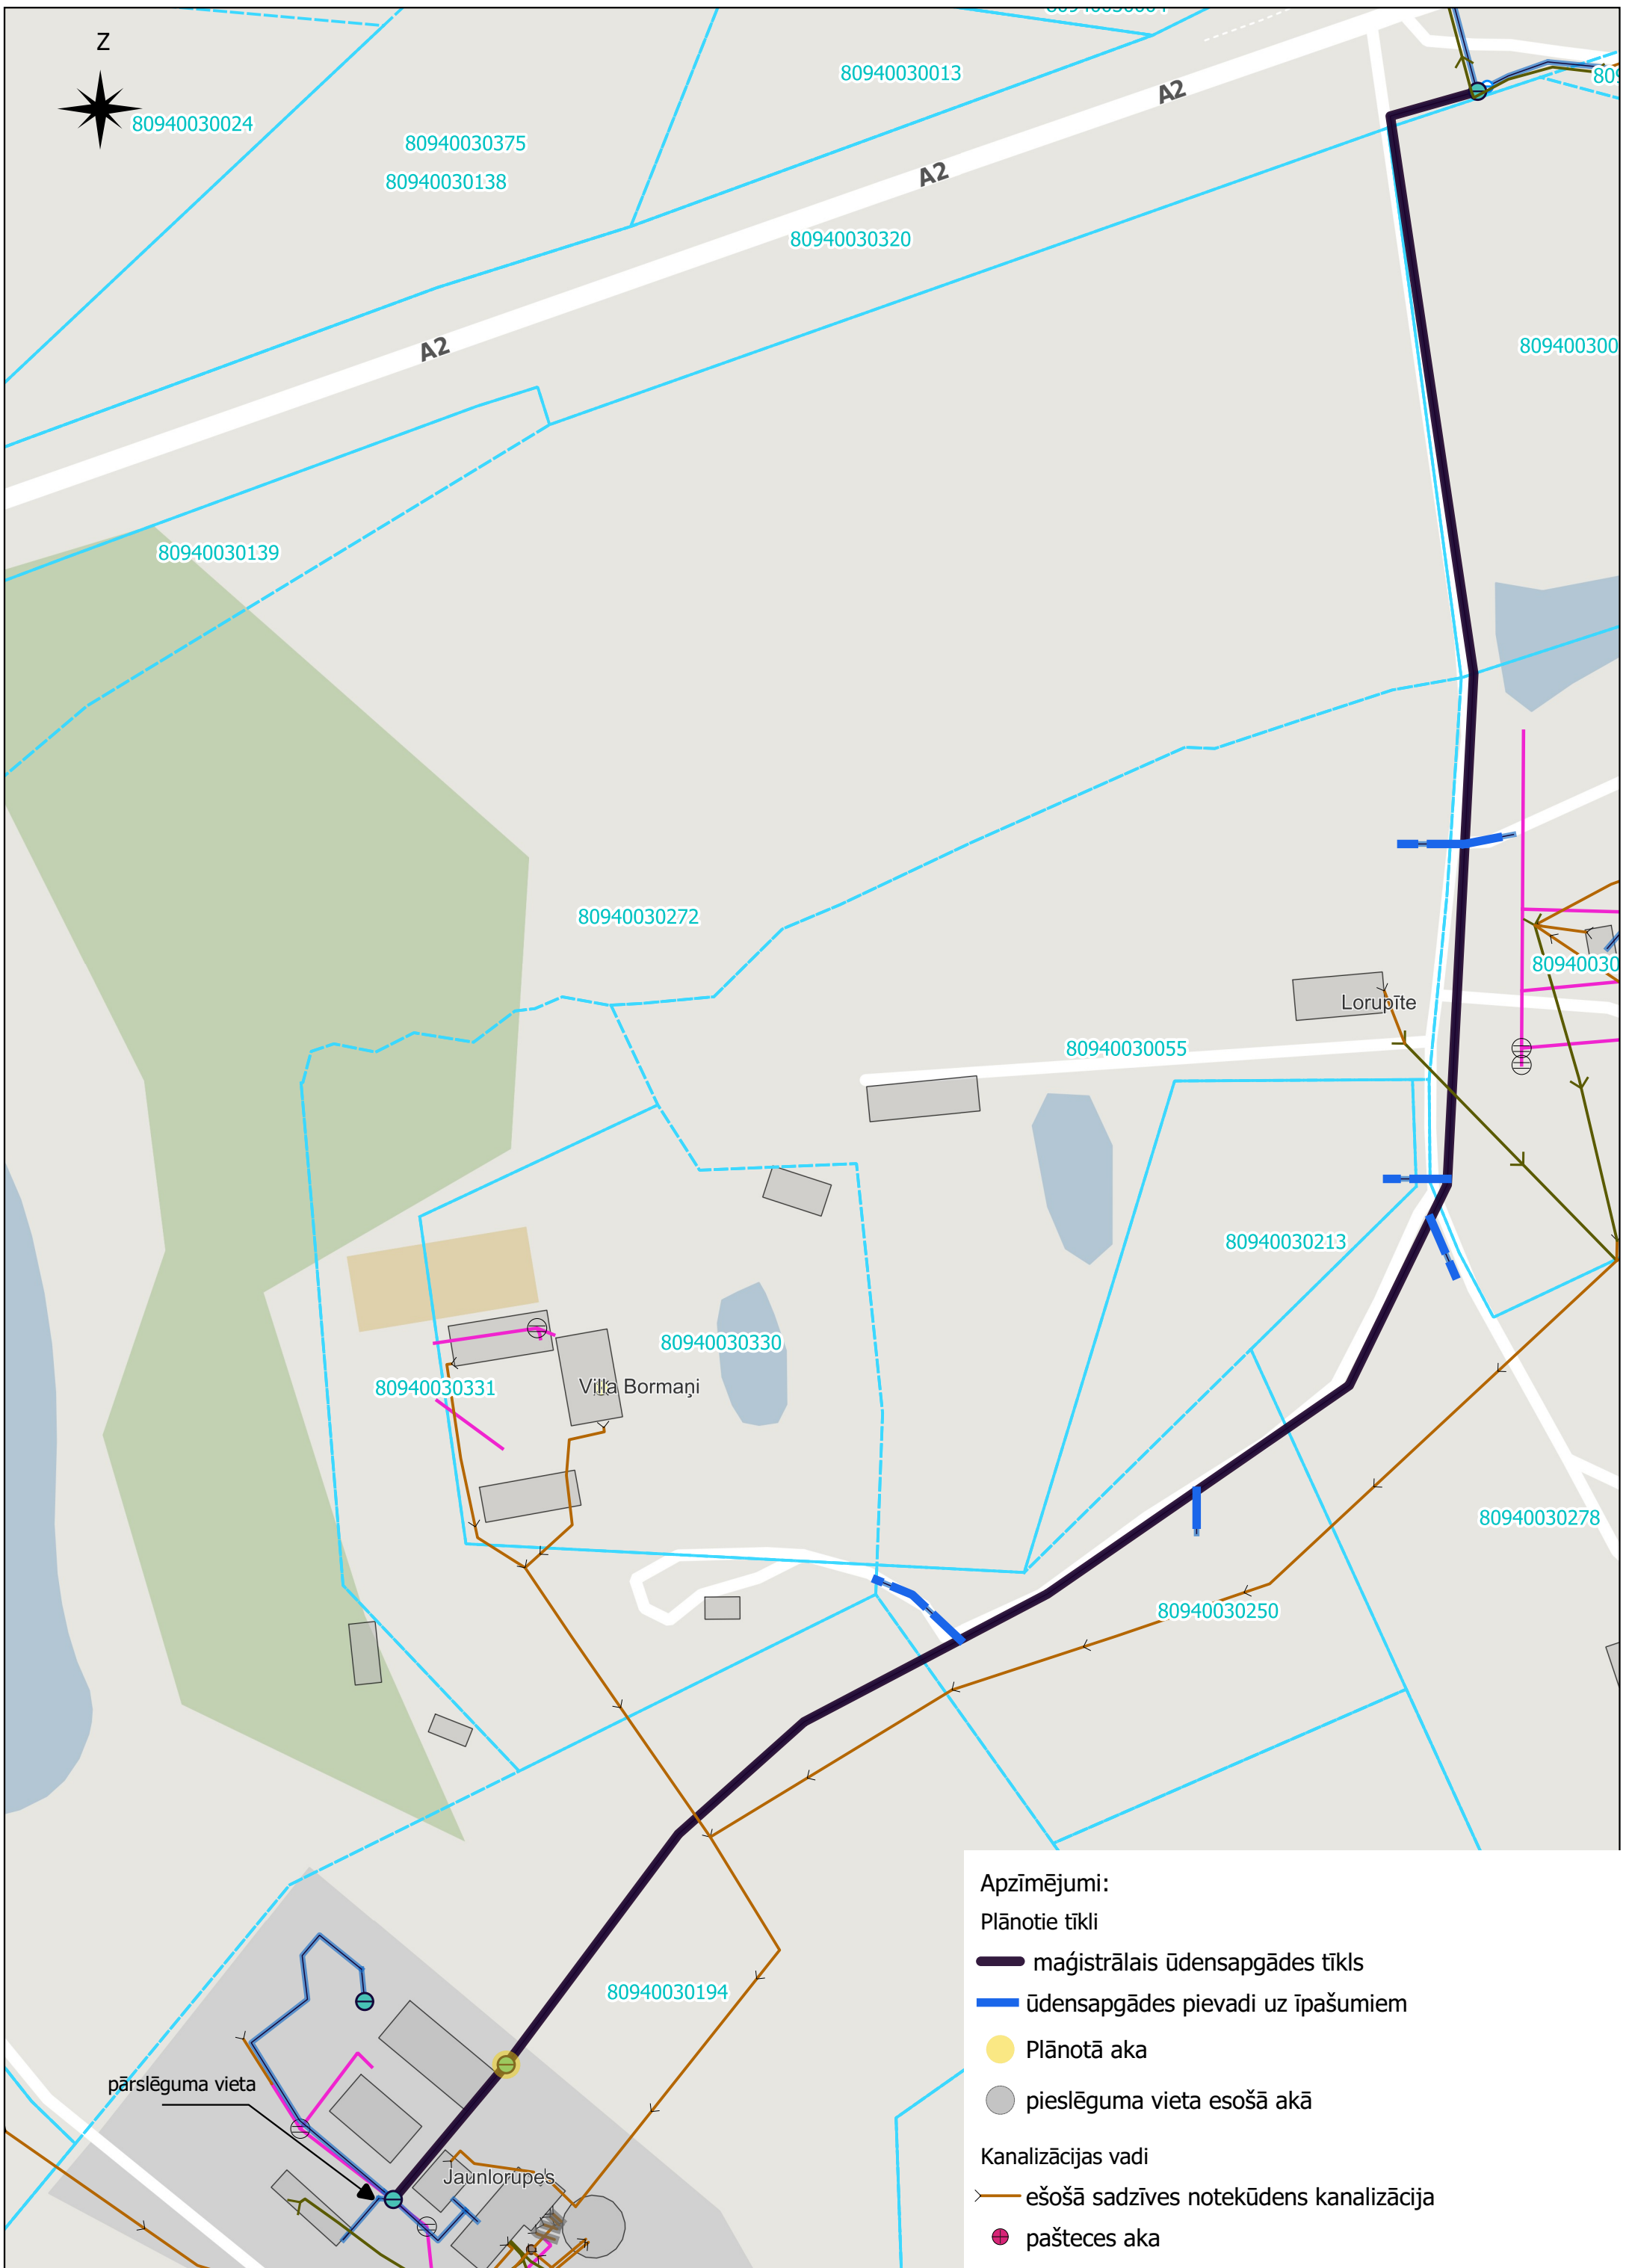 Z
80940030013
A2
80940030024
80940030375
A2
80940030138
80940030320
A2
80940030139
80940030272
Lorupīte
80940030055
80940030213
80940030330
80940030331
Villa Bormaņi
80940030278
80940030250
80940030194
pārslēguma vieta
Jaunlorupes
Apzīmējumi:
Plānotie tīkli
maģistrālais ūdensapgādes tīkls
ūdensapgādes pievadi uz īpašumiem
Plānotā aka
pieslēguma vieta esošā akā
Kanalizācijas vadi
ešošā sadzīves notekūdens kanalizācija
pašteces aka